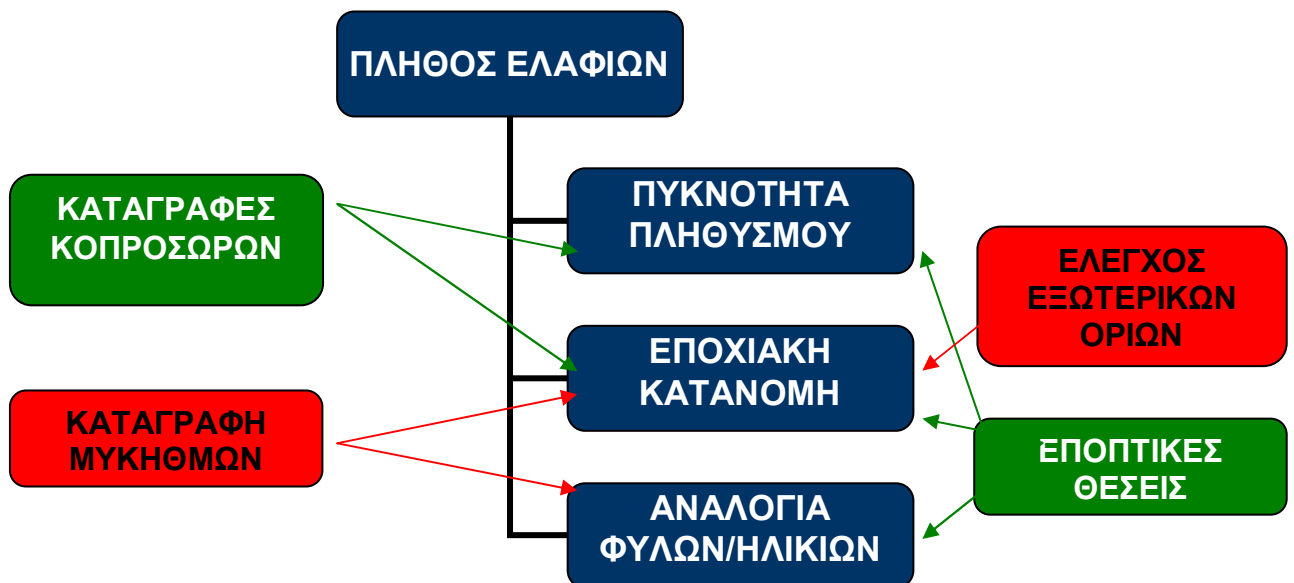 ΠΛΗΘΟΣ ΕΛΑΦΙΩΝ
ΚΑΤΑΓΡΑΦΕΣ
ΚΟΠΡΟΣΩΡΩΝ
ΠΥΚΝΟΤΗΤΑ
ΠΛΗΘΥΣΜΟΥ
ΕΛΕΓΧΟΣ
ΕΞΩΤΕΡΙΚΩΝ
ΟΡΙΩΝ
ΕΠΟΧΙΑΚΗ
ΚΑΤΑΝΟΜΗ
ΚΑΤΑΓΡΑΦΗ
ΜΥΚΗΘΜΩΝ
ΕΠΟΠΤΙΚΕΣ
ΘΕΣΕΙΣ
ΑΝΑΛΟΓΙΑ
ΦΥΛΩΝ/ΗΛΙΚΙΩΝ